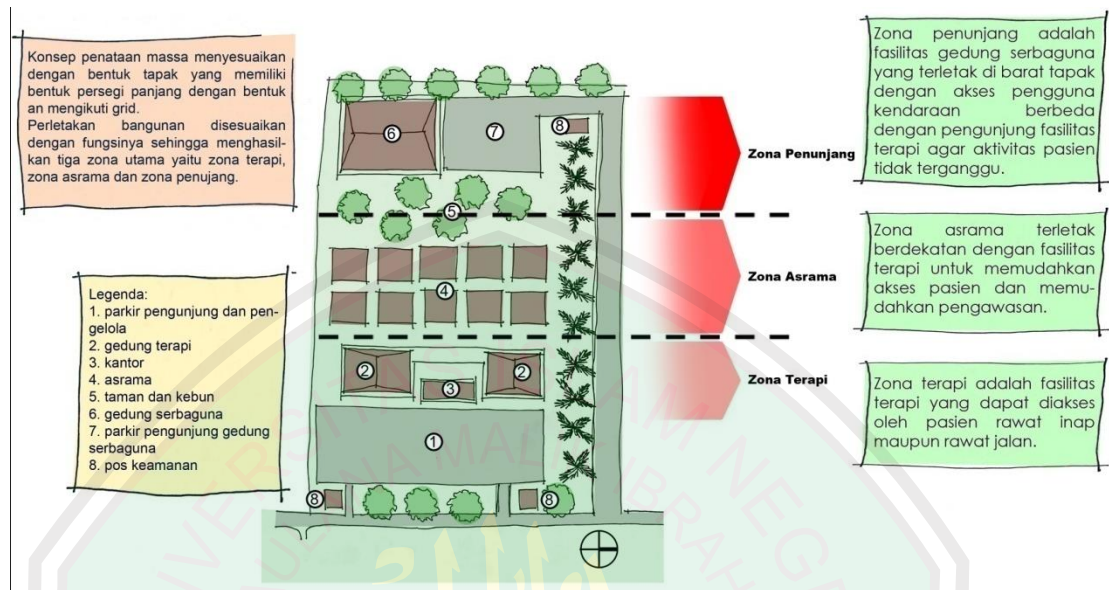 Konsep penataan massa menyesuaikan
dengan bentuk tapak yang memiliki
bentuk persegi panjang dengan bentuk
an mengikuti grid.
Perletakan bangunan disesuaikan
dengan fungsinya sehingga menghasil-
kan tiga zona utama yaitu zona terapi,
zona asrama dan zona penujang.
Legenda:
1. parkir pengunjung dan pen-
gelola
2. gedung terapi
3. kantor
4. asrama
5. taman dan kebun
6. gedung serbaguna
7. parkir pengunjung gedung
serbaguna
8. pos keamanan
6
7
8
5
4
2
3
2
1
8
8
Zona Penunjang
Zona Asrama
Zona Terapi
Zona penunjang adalah
fasilitas gedung serbaguna
yang terletak di barat tapak
dengan akses pengguna
kendaraan berbeda
dengan pengunjung fasilitas
terapi agar aktivitas pasien
tidak terganggu.
Zona asrama terletak
berdekatan dengan fasilitas
terapi untuk memudahkan
akses pasien dan memu-
dahkan pengawasan.
Zona terapi adalah fasilitas
terapi yang dapat diakses
oleh pasien rawat inap
maupun rawat jalan.